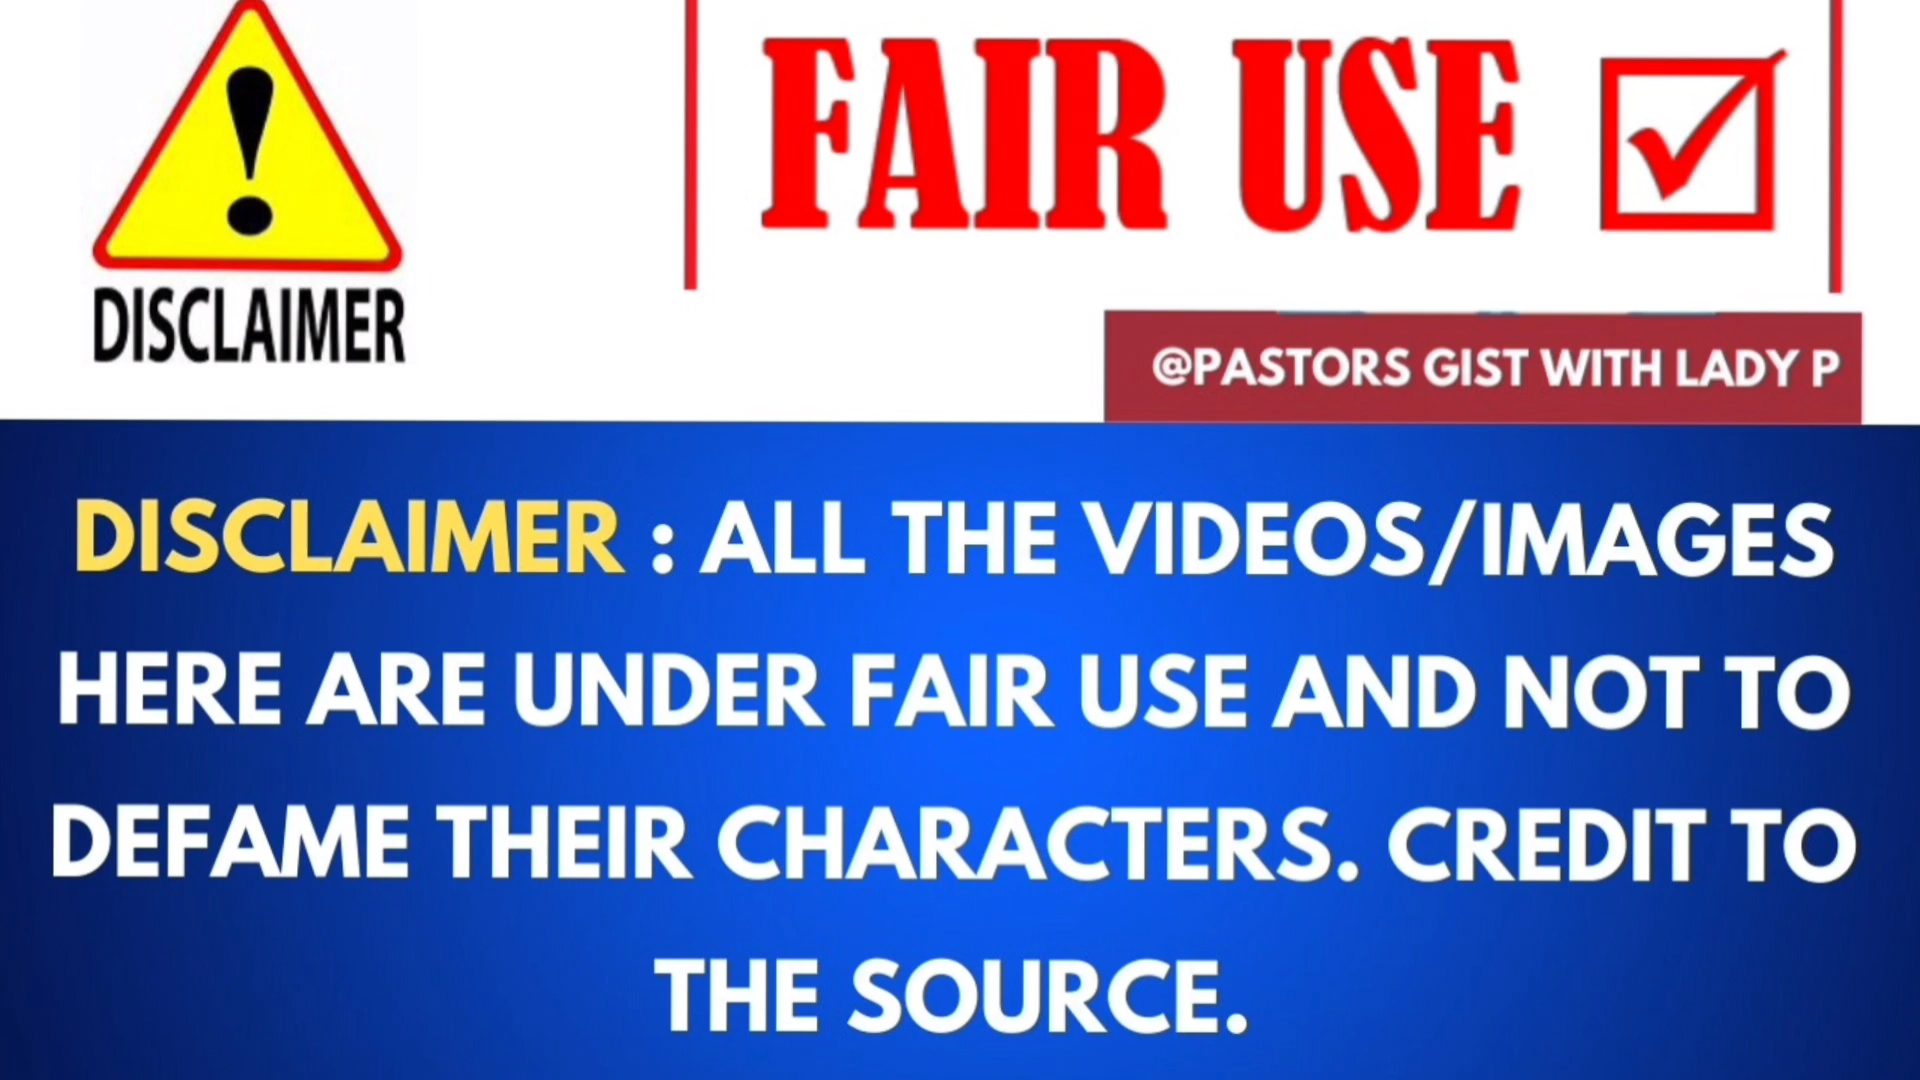 DISCLAIMER
FAIR USE
@PASTORS GIST WITH LADY P
DISCLAIMER : ALL THE VIDEOS/IMAGES
HERE ARE UNDER FAIR USE AND NOT TO
DEFAME THEIR CHARACTERS. CREDIT TO
THE SOURCE.